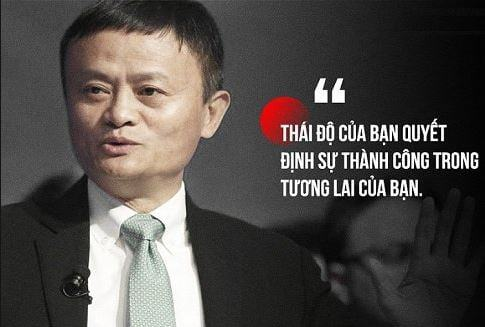 “
THÁI ĐỘ CỦA BẠN QUYẾT
ĐỊNH SỰ THÀNH CÔNG TRONG
TƯƠNG LAI CỦA BẠN.